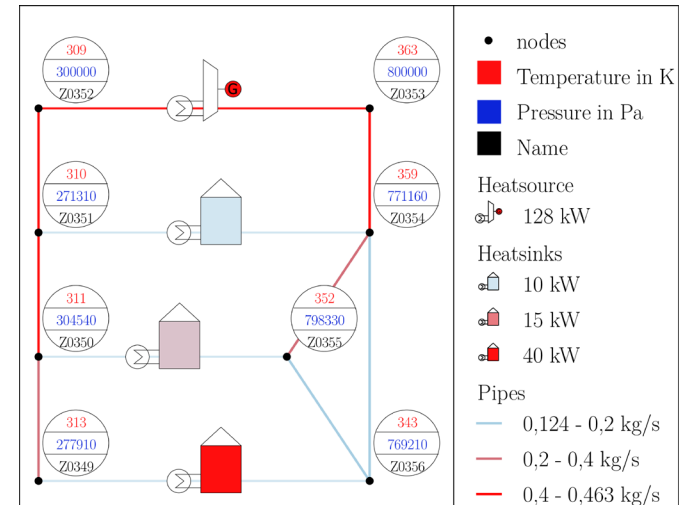 309
300000
Z0352
G
363
800000
Z0353
310
271310
Z0351
359
771160
Z0354
311
304540
Z0350
352
798330
Z0355
313
277910
Z0349
343
769210
Z0356
nodes
Temperature in K
Pressure in Pa
Name
Heatsource
128 kW
Heatsinks
10 kW
15 kW
40 kW
Pipes
0,124 - 0,2 kg/s
0,2 - 0,4 kg/s
0,4 - 0,463 kg/s